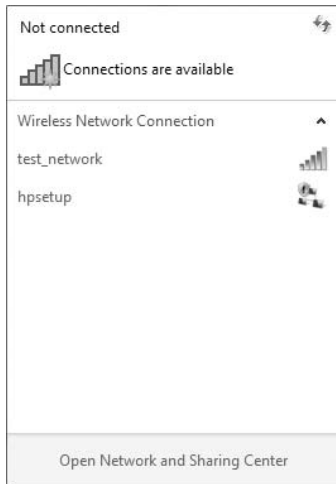 Not connected
Connections are available
Wireless Network Connection
test_network
hpsetup
Open Network and Sharing Center